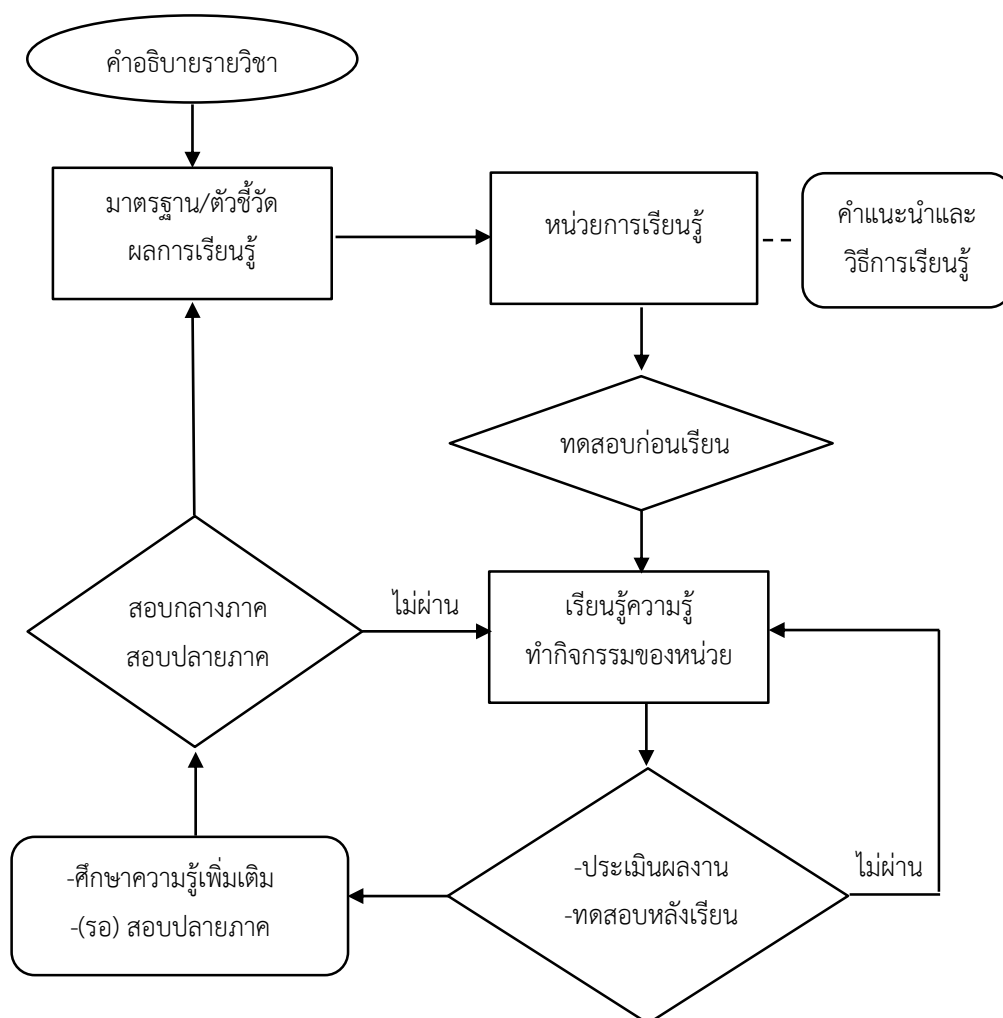 คำอธิบายรายวิชา
มาตรฐาน/ตัวชี้วัด
ผลการเรียนรู้
หน่วยการเรียนรู้
คำแนะนำและ
วิธีการเรียนรู้
ทดสอบก่อนเรียน
สอบกลางภาค
สอบปลายภาค
ไม่ผ่าน
เรียนรู้ความรู้
ทำกิจกรรมของหน่วย
-ศึกษาความรู้เพิ่มเติม
-(รอ) สอบปลายภาค
-ประเมินผลงาน
-ทดสอบหลังเรียน
ไม่ผ่าน